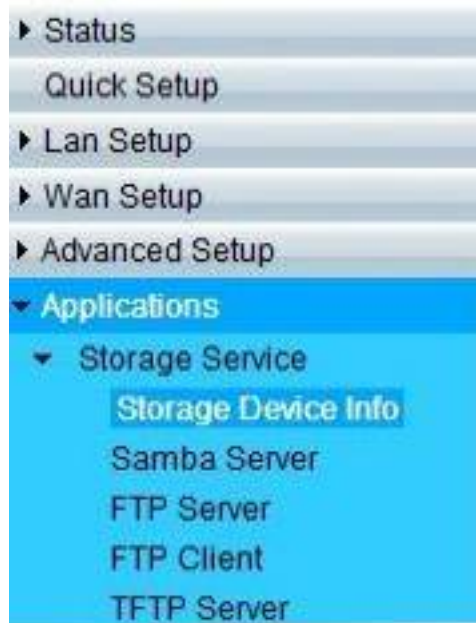 Status
Quick Setup
Lan Setup
Wan Setup
Advanced Setup
Applications
Storage Service
Storage Device Info
Samba Server
FTP Server
FTP Client
TFTP Server